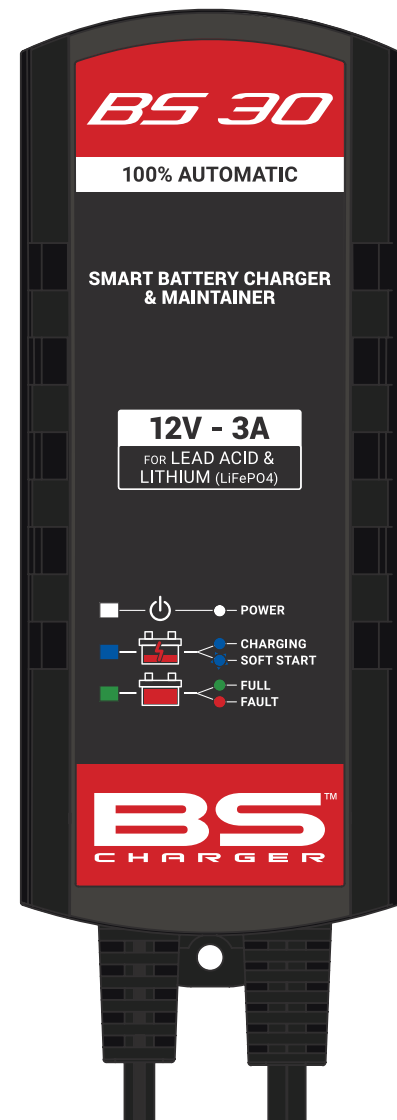 BS 30
100% AUTOMATIC
SMART BATTERY CHARGER
& MAINTAINER
12V - 3A
FOR LEAD ACID &
LITHIUM (LiFePO4)
POWER
CHARGING
SOFT START
FULL
FAULT
BS™
CHARGER